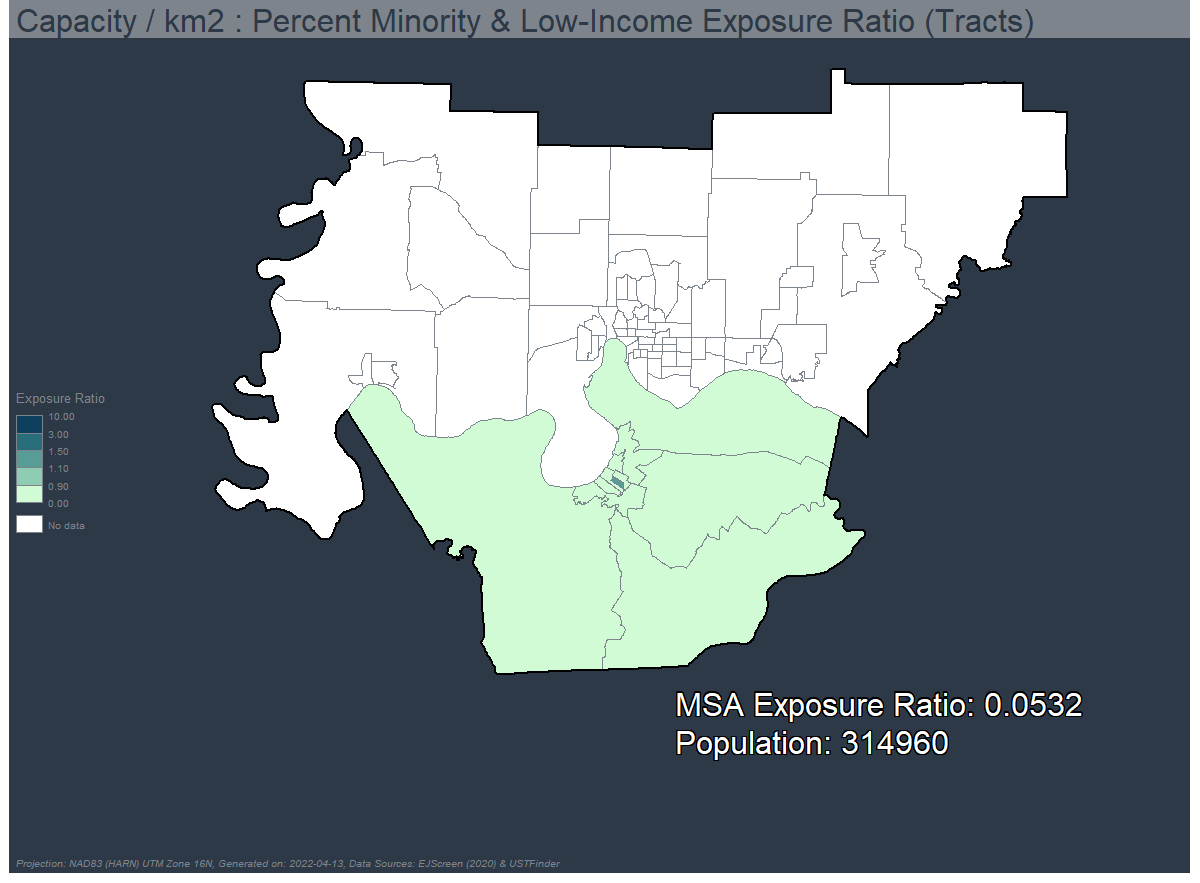 Capacity / km2 : Percent Minority & Low-Income Exposure Ratio (Tracts)
Exposure Ratio
10.00
3.00
1.50
1.10
0.90
0.00
No data
MSA Exposure Ratio: 0.0532
Population: 314960
Projection: NAD83 (HARN) UTM Zone 16N, Generated on: 2022-04-13, Data Sources: EJScreen (2020) & USTFinder